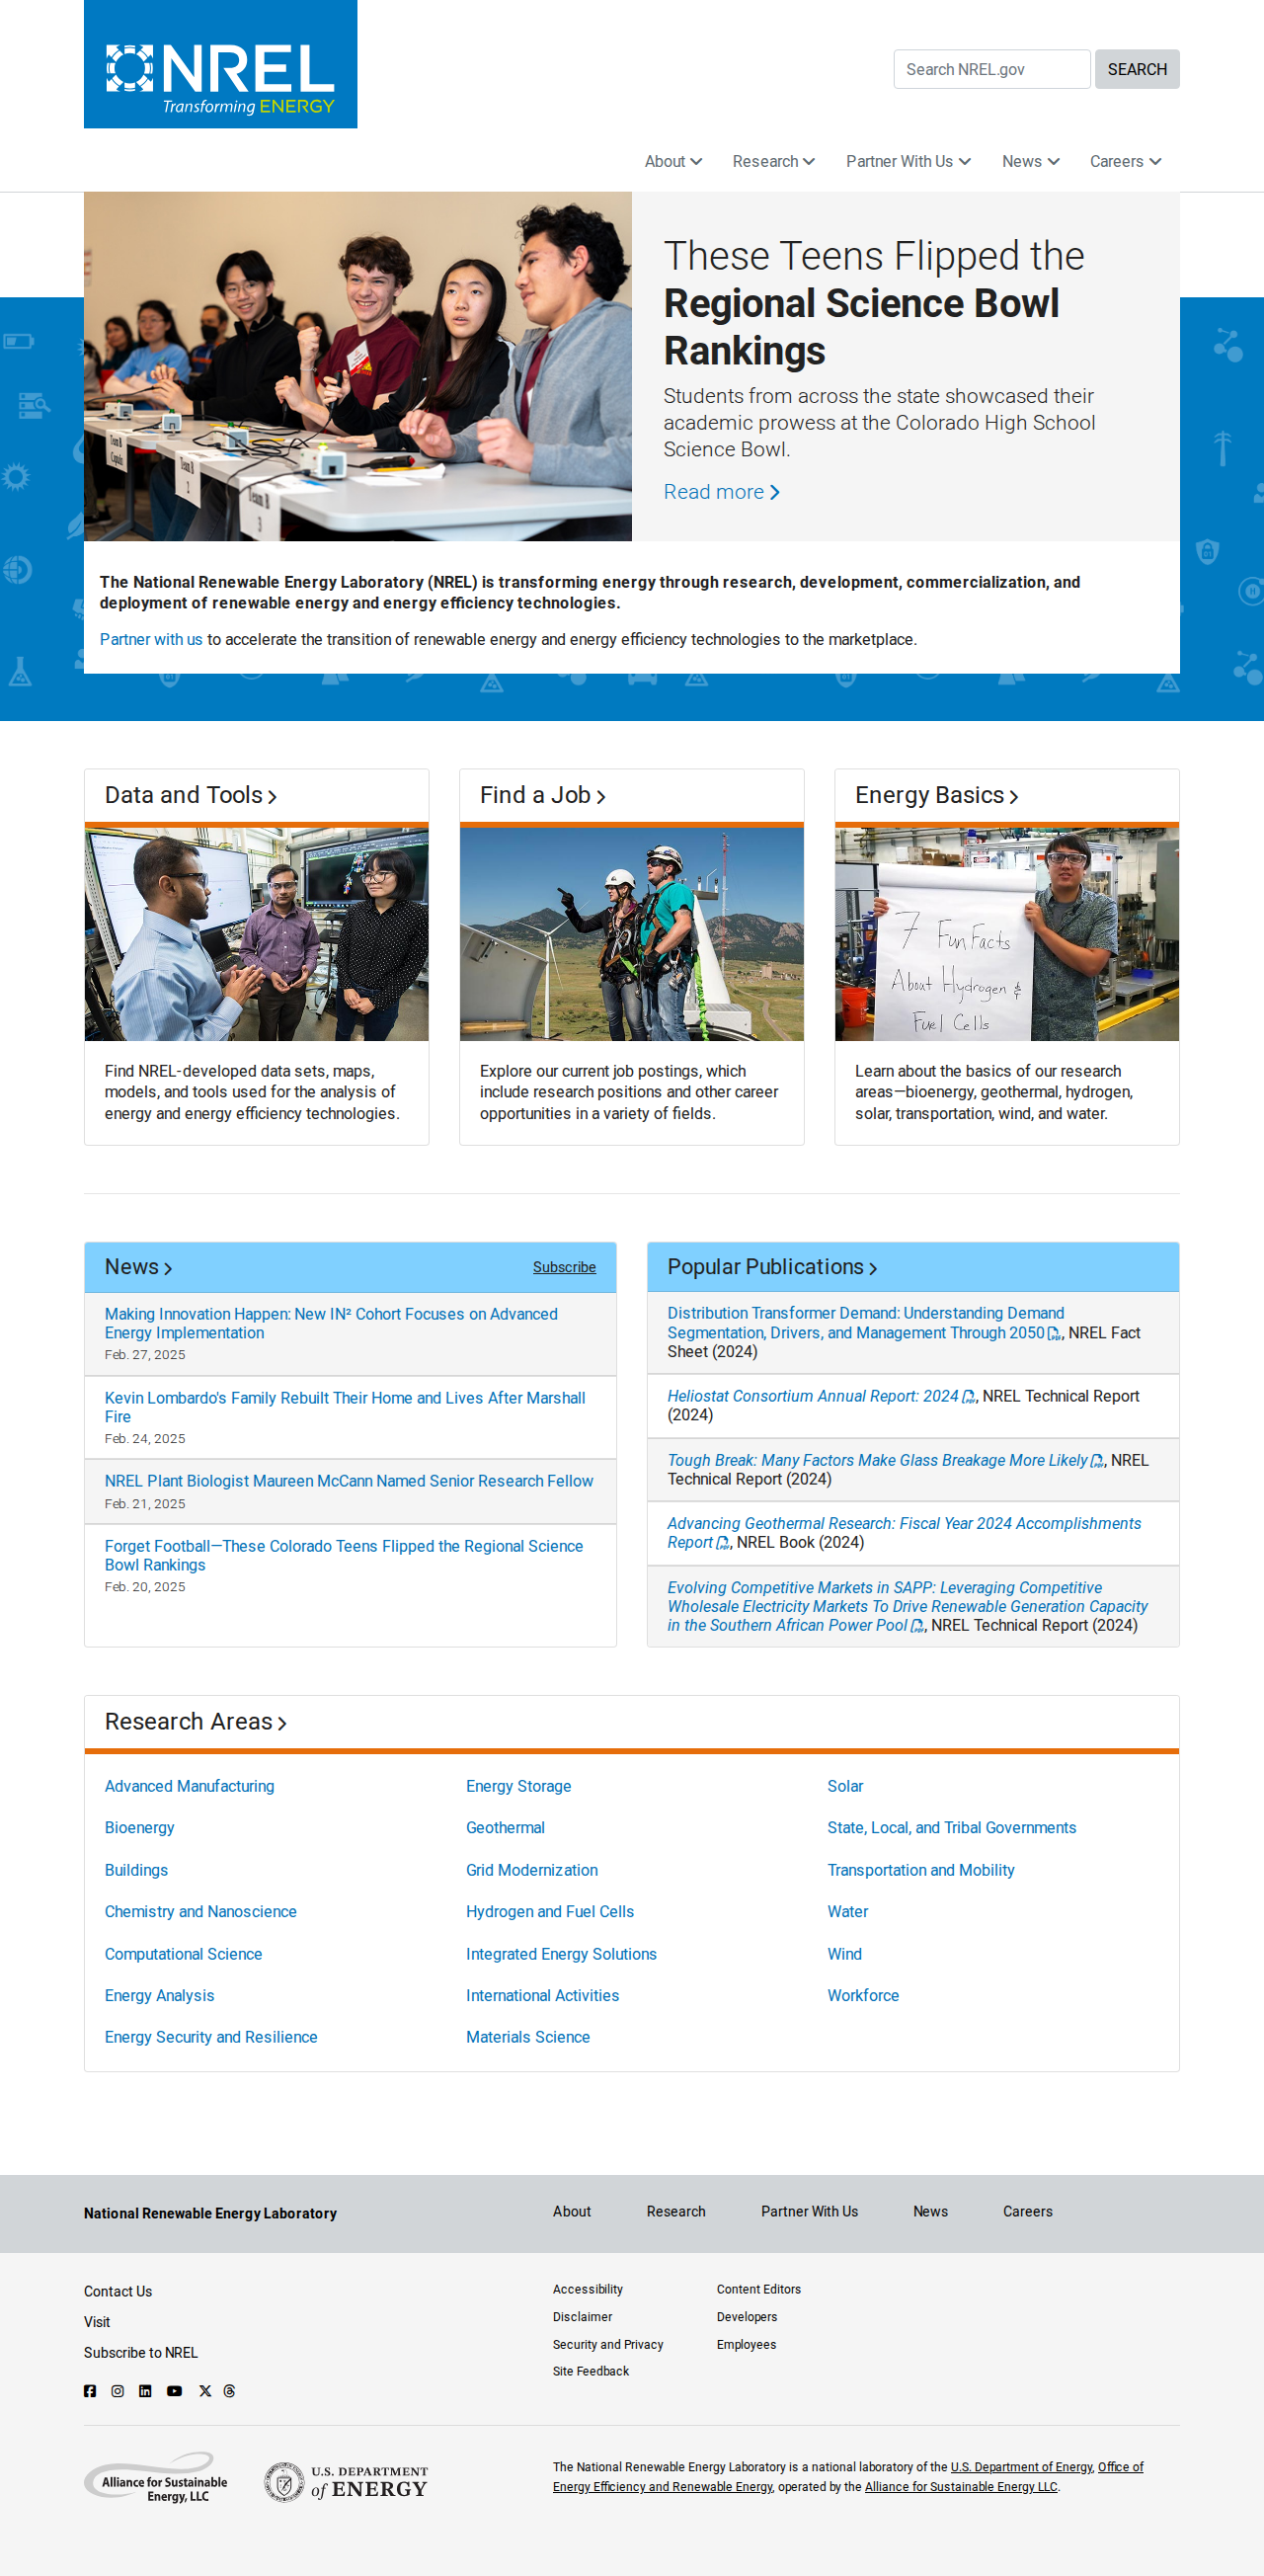 NREL
Transforming ENERGY
Search NREL.gov
SEARCH
About
Research
Partner With Us
News
Careers
These Teens Flipped the
Regional Science Bowl
Rankings
Students from across the state showcased their
academic prowess at the Colorado High School
Science Bowl.
Read more
Team B
Captain
Team B
2
Team B
3
The National Renewable Energy Laboratory (NREL) is transforming energy through research, development, commercialization, and
deployment of renewable energy and energy efficiency technologies.
Partner with us to accelerate the transition of renewable energy and energy efficiency technologies to the marketplace.
Data and Tools
Find NREL-developed data sets, maps,
models, and tools used for the analysis of
energy and energy efficiency technologies.
Find a Job
Explore our current job postings, which
include research positions and other career
opportunities in a variety of fields.
Energy Basics
7 Fun Facts
About Hydrogen &
Fuel Cells
Learn about the basics of our research
areas—bioenergy, geothermal, hydrogen,
solar, transportation, wind, and water.
News
Subscribe
Making Innovation Happen: New IN² Cohort Focuses on Advanced
Energy Implementation
Feb. 27, 2025
Kevin Lombardo's Family Rebuilt Their Home and Lives After Marshall
Fire
Feb. 24, 2025
NREL Plant Biologist Maureen McCann Named Senior Research Fellow
Feb. 21, 2025
Forget Football—These Colorado Teens Flipped the Regional Science
Bowl Rankings
Feb. 20, 2025
Popular Publications
Distribution Transformer Demand: Understanding Demand
Segmentation, Drivers, and Management Through 2050, NREL Fact
Sheet (2024)
Heliostat Consortium Annual Report: 2024, NREL Technical Report
(2024)
Tough Break: Many Factors Make Glass Breakage More Likely, NREL
Technical Report (2024)
Advancing Geothermal Research: Fiscal Year 2024 Accomplishments
Report, NREL Book (2024)
Evolving Competitive Markets in SAPP: Leveraging Competitive
Wholesale Electricity Markets To Drive Renewable Generation Capacity
in the Southern African Power Pool, NREL Technical Report (2024)
Research Areas
Advanced Manufacturing
Bioenergy
Buildings
Chemistry and Nanoscience
Computational Science
Energy Analysis
Energy Security and Resilience
Energy Storage
Geothermal
Grid Modernization
Hydrogen and Fuel Cells
Integrated Energy Solutions
International Activities
Materials Science
Solar
State, Local, and Tribal Governments
Transportation and Mobility
Water
Wind
Workforce
National Renewable Energy Laboratory
About
Research
Partner With Us
News
Careers
Contact Us
Visit
Subscribe to NREL
Accessibility
Disclaimer
Security and Privacy
Site Feedback
Content Editors
Developers
Employees
Alliance for Sustainable
Energy, LLC
U.S. DEPARTMENT
of ENERGY
The National Renewable Energy Laboratory is a national laboratory of the U.S. Department of Energy, Office of
Energy Efficiency and Renewable Energy, operated by the Alliance for Sustainable Energy LLC.